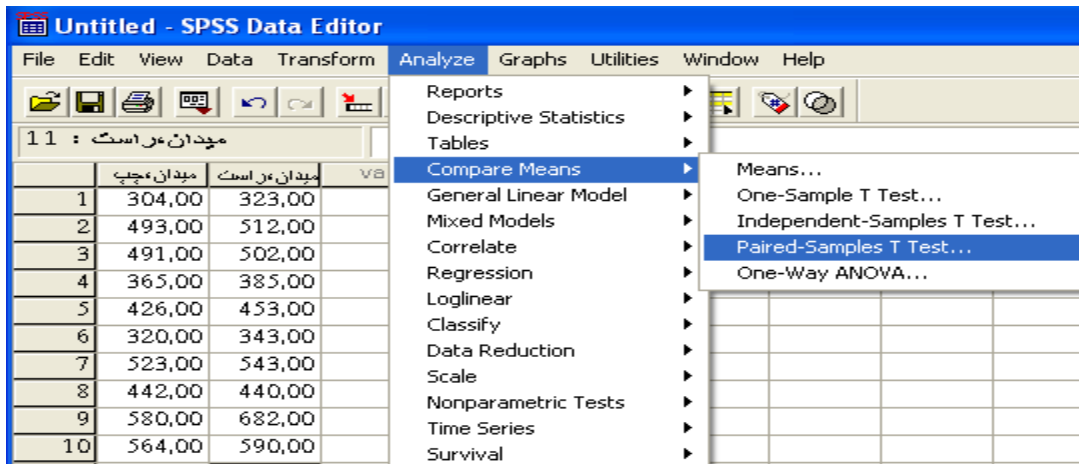 Untitled - SPSS Data Editor
File Edit View Data Transform Analyze Graphs Utilities Window Help
11 : میدان،راست
میدان،چپ میدان،راست va
1 304,00 323,00
2 493,00 512,00
3 491,00 502,00
4 365,00 385,00
5 426,00 453,00
6 320,00 343,00
7 523,00 543,00
8 442,00 440,00
9 580,00 682,00
10 564,00 590,00
Reports
Descriptive Statistics
Tables
Compare Means
General Linear Model
Mixed Models
Correlate
Regression
Loglinear
Classify
Data Reduction
Scale
Nonparametric Tests
Time Series
Survival
Means...
One-Sample T Test...
Independent-Samples T Test...
Paired-Samples T Test...
One-Way ANOVA...